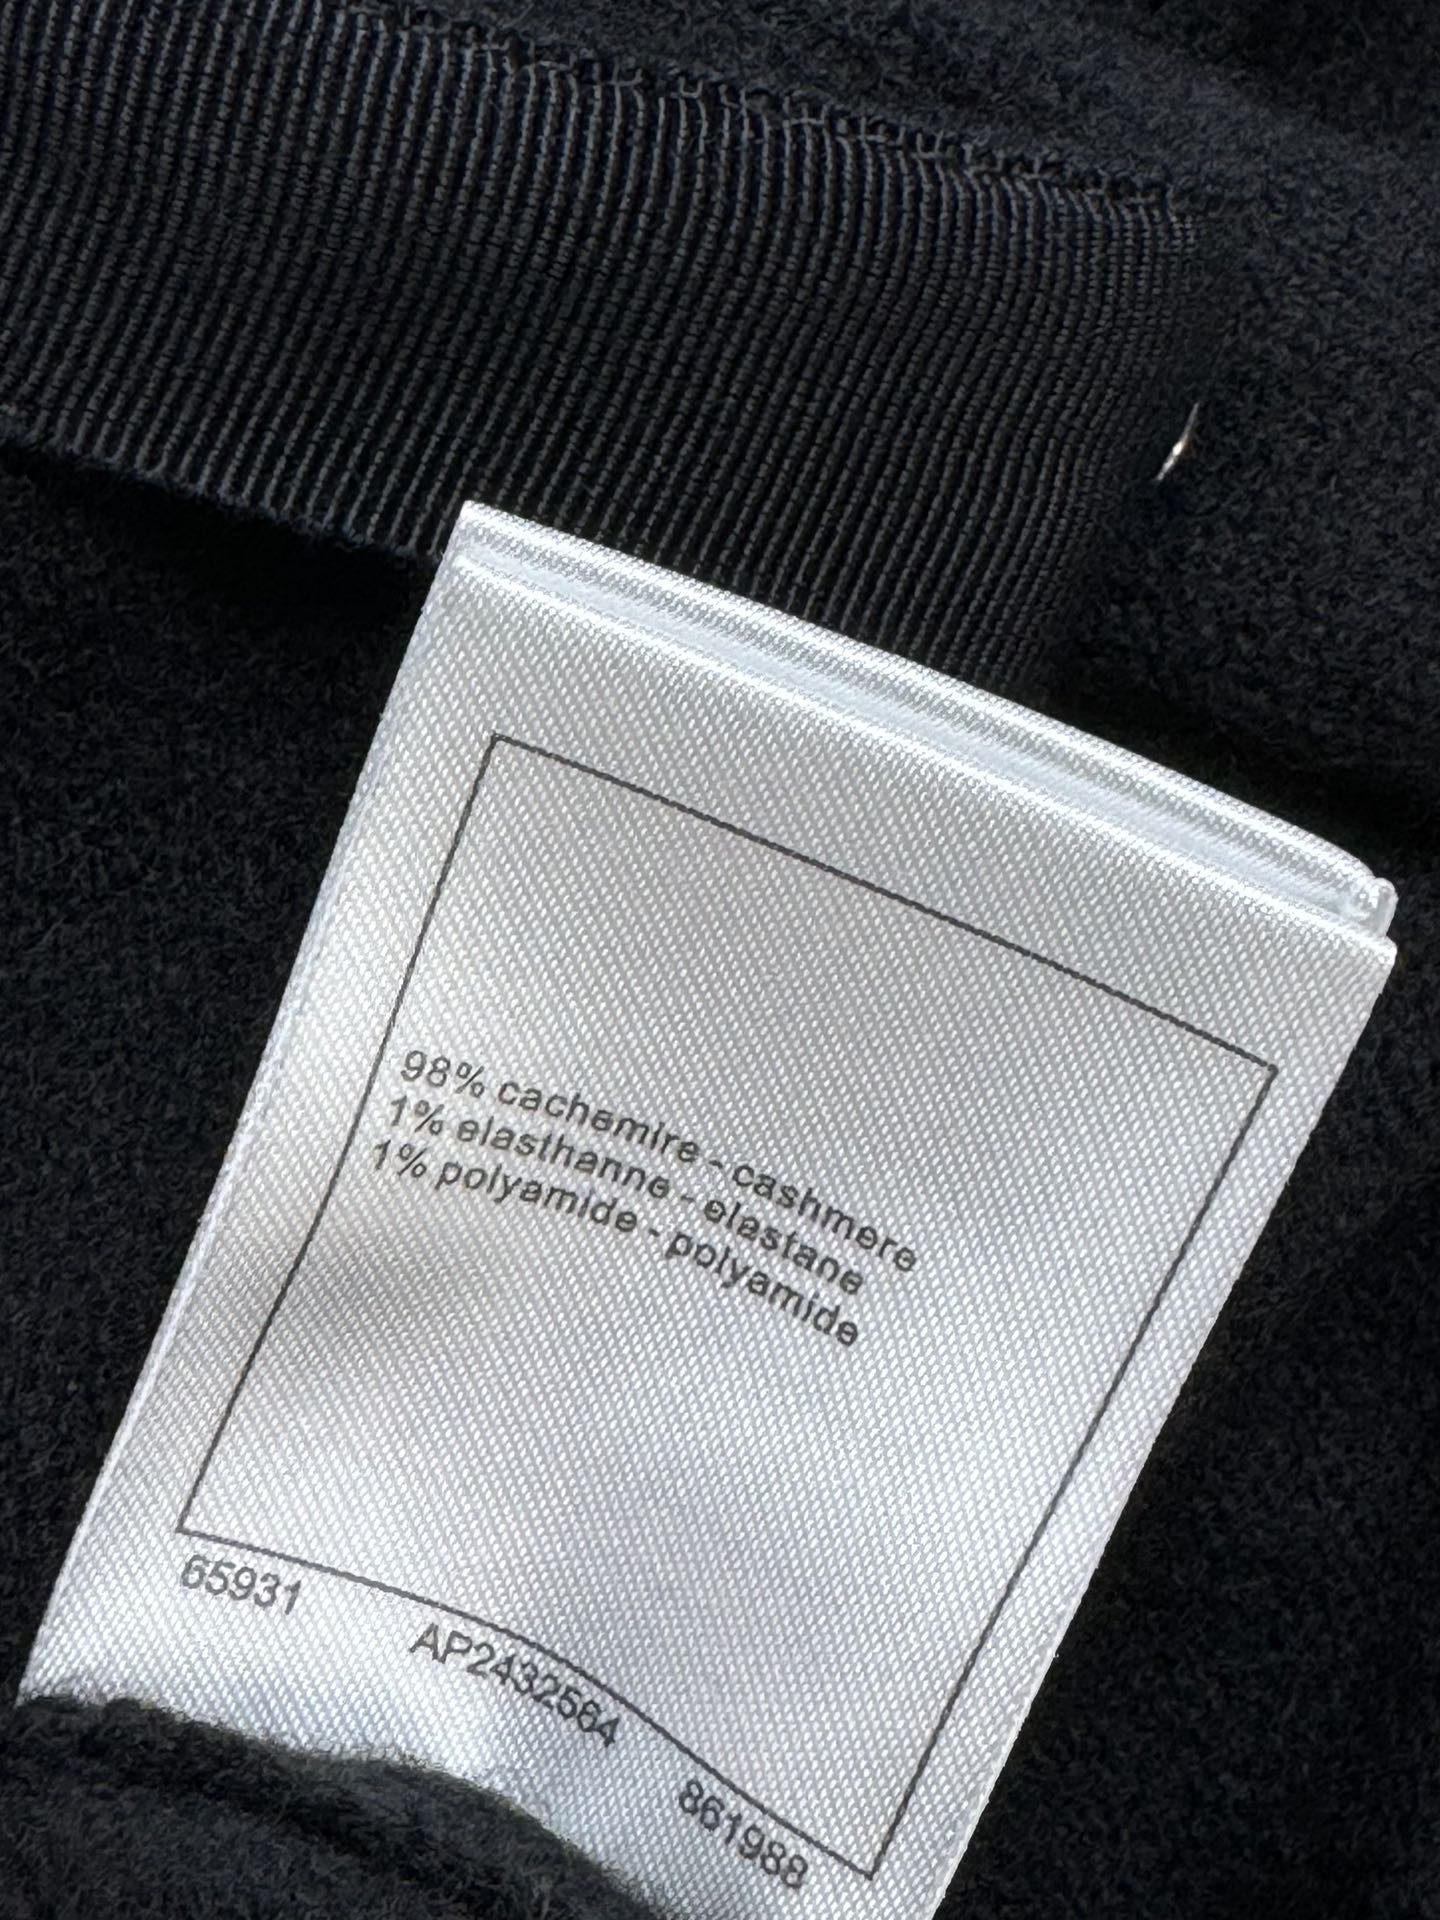 98% cachemire - cashmere
1% elasthanne - elastane
1% polyamide - polyamide
65931 AP2432564 861988